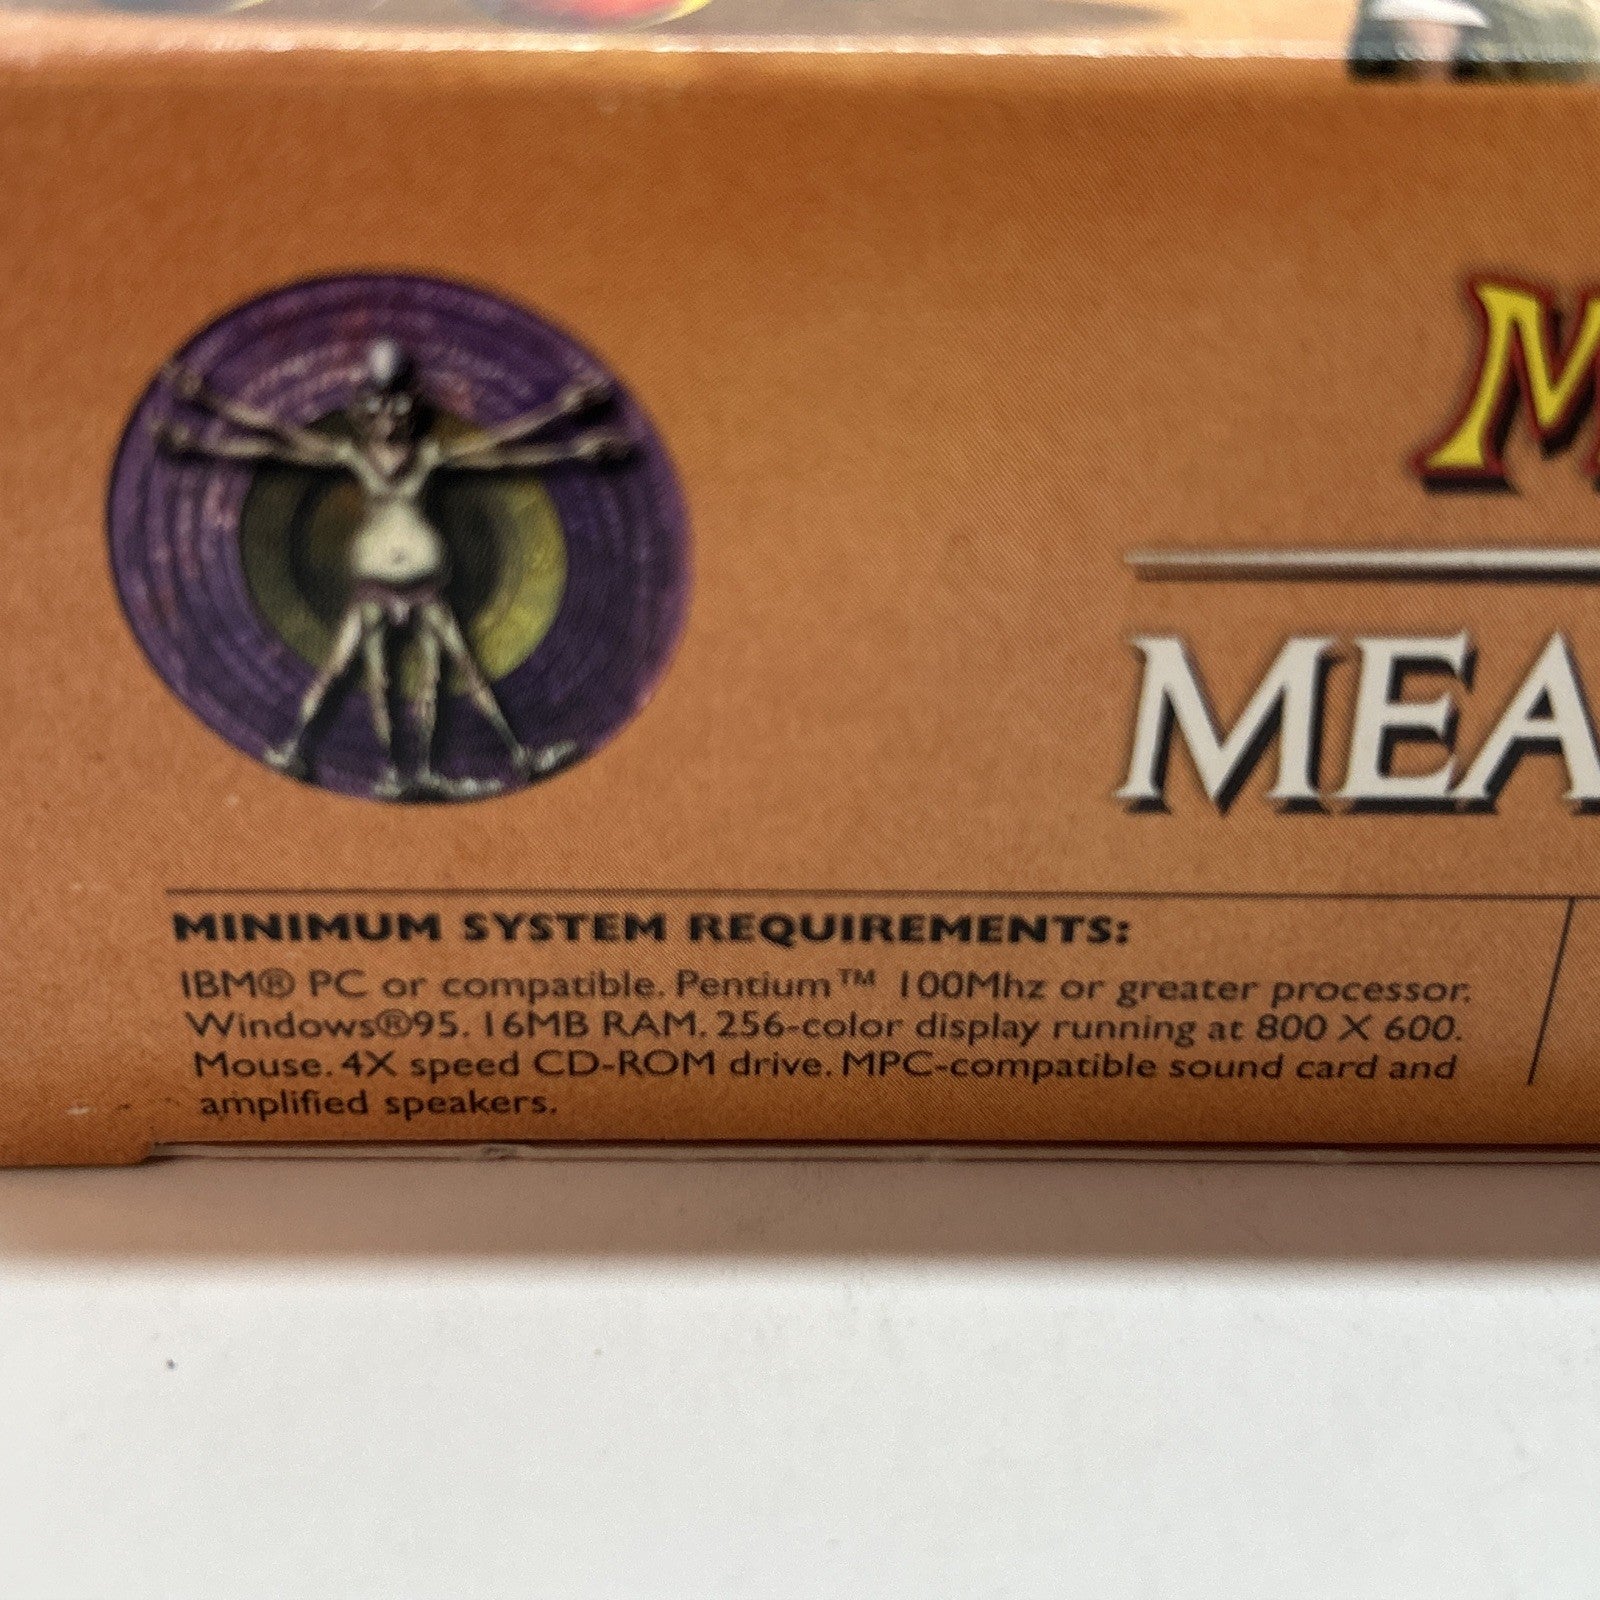 M
MEA
MINIMUM SYSTEM REQUIREMENTS:
IBM® PC or compatible. Pentium™ 100Mhz or greater processor.
Windows®95. 16MB RAM. 256-color display running at 800 X 600.
Mouse. 4X speed CD-ROM drive. MPC-compatible sound card and
amplified speakers.